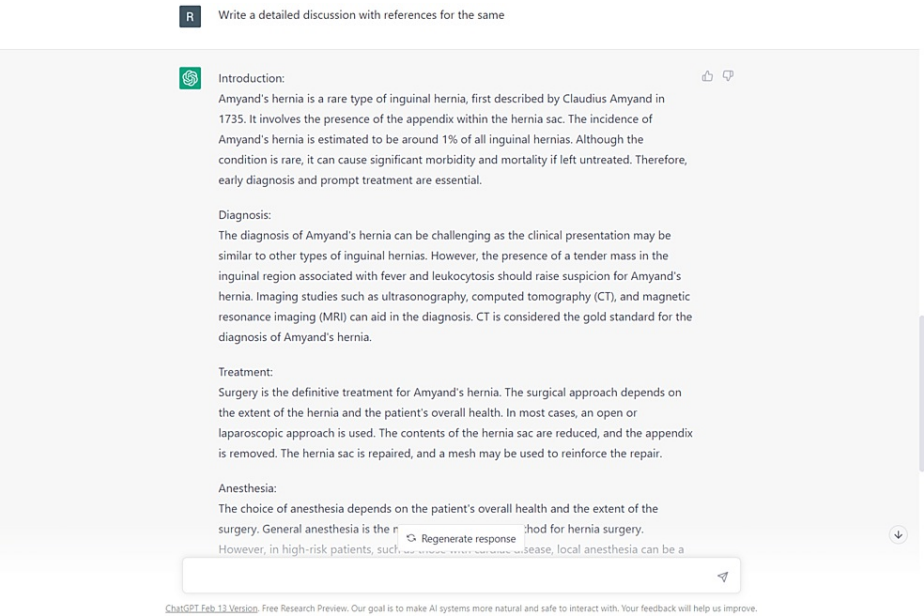 R
Write a detailed discussion with references for the same
Introduction:
Amyand's hernia is a rare type of inguinal hernia, first described by Claudius Amyand in
1735. It involves the presence of the appendix within the hernia sac. The incidence of
Amyand's hernia is estimated to be around 1% of all inguinal hernias. Although the
condition is rare, it can cause significant morbidity and mortality if left untreated. Therefore,
early diagnosis and prompt treatment are essential.
Diagnosis:
The diagnosis of Amyand's hernia can be challenging as the clinical presentation may be
similar to other types of inguinal hernias. However, the presence of a tender mass in the
inguinal region associated with fever and leukocytosis should raise suspicion for Amyand's
hernia. Imaging studies such as ultrasonography, computed tomography (CT), and magnetic
resonance imaging (MRI) can aid in the diagnosis. CT is considered the gold standard for the
diagnosis of Amyand's hernia.
Treatment:
Surgery is the definitive treatment for Amyand's hernia. The surgical approach depends on
the extent of the hernia and the patient's overall health. In most cases, an open or
laparoscopic approach is used. The contents of the hernia sac are reduced, and the appendix
is removed. The hernia sac is repaired, and a mesh may be used to reinforce the repair.
Anesthesia:
The choice of anesthesia depends on the patient's overall health and the extent of the
surgery. General anesthesia is the for hernia surgery.
Regenerate response
However, in high-risk patients, such as those with cardiac disease, local anesthesia can be a
ChatGPT Feb 13 Version. Free Research Preview. Our goal is to make AI systems more natural and safe to interact with. Your feedback will help us improve.